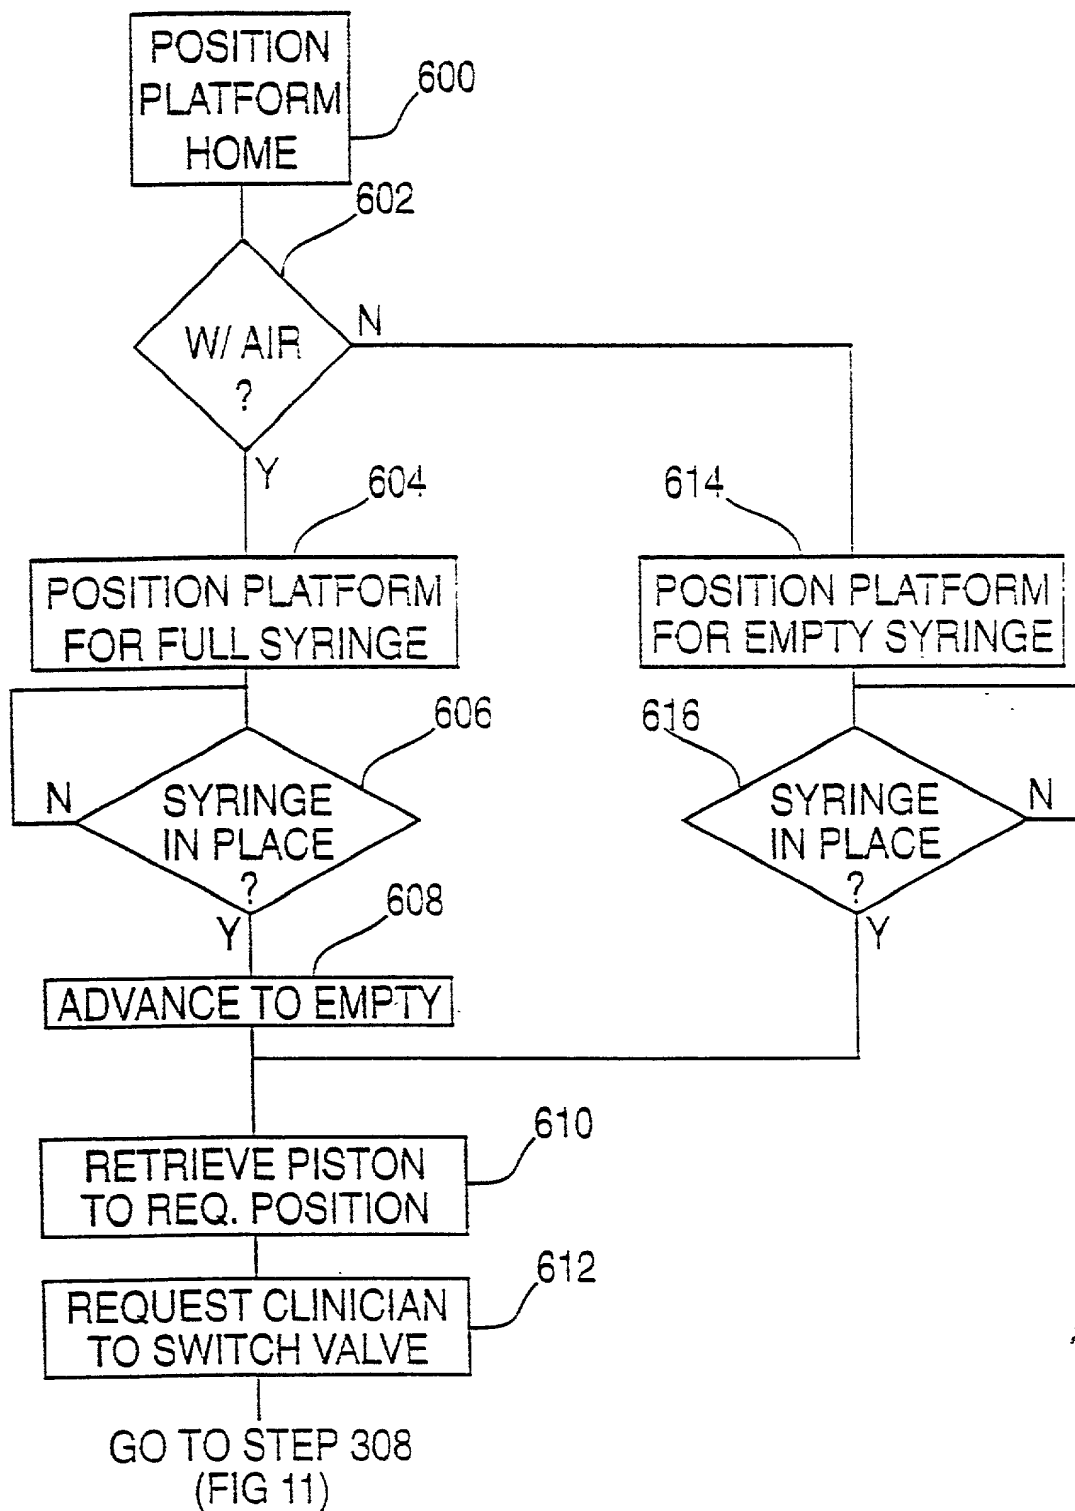 POSITION
PLATFORM
HOME
600
602
W/ AIR
?
N
Y
604
614
POSITION PLATFORM
FOR FULL SYRINGE
POSITION PLATFORM
FOR EMPTY SYRINGE
606
616
N
SYRINGE
IN PLACE
?
SYRINGE
IN PLACE
?
N
Y
Y
608
ADVANCE TO EMPTY
610
RETRIEVE PISTON
TO REQ. POSITION
612
REQUEST CLINICIAN
TO SWITCH VALVE
GO TO STEP 308
(FIG 11)